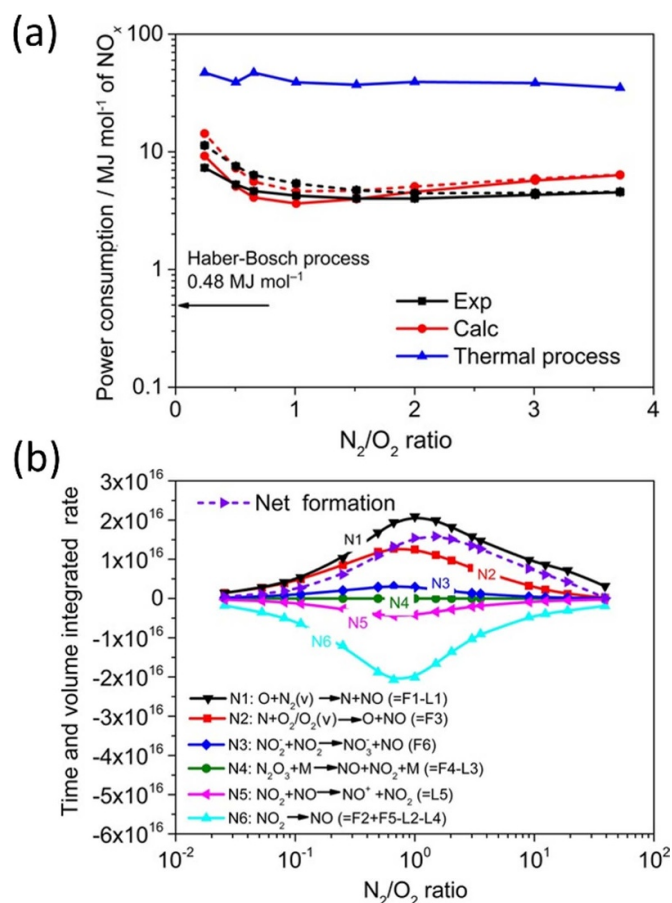 (a)
100
10
1
0.1
Power consumption / MJ mol⁻¹ of NOₓ
Haber-Bosch process
0.48 MJ mol⁻¹
Exp
Calc
Thermal process
0 1 2 3 4
N₂/O₂ ratio
(b)
3x10¹⁶
2x10¹⁶
1x10¹⁶
0
-1x10¹⁶
-2x10¹⁶
-3x10¹⁶
-4x10¹⁶
-5x10¹⁶
-6x10¹⁶
Time and volume integrated rate
Net formation
N1
N2
N3
N4
N5
N6
N1: O+N₂(v) → N+NO (=F1-L1)
N2: N+O₂/O₂(v) → O+NO (=F3)
N3: NO₂⁻+NO₂ → NO₃⁻+NO (F6)
N4: N₂O₃+M → NO+NO₂+M (=F4-L3)
N5: NO₂+NO → NO⁺+NO₂ (=L5)
N6: NO₂ → NO (=F2+F5-L2-L4)
10⁻² 10⁻¹ 10⁰ 10¹ 10²
N₂/O₂ ratio